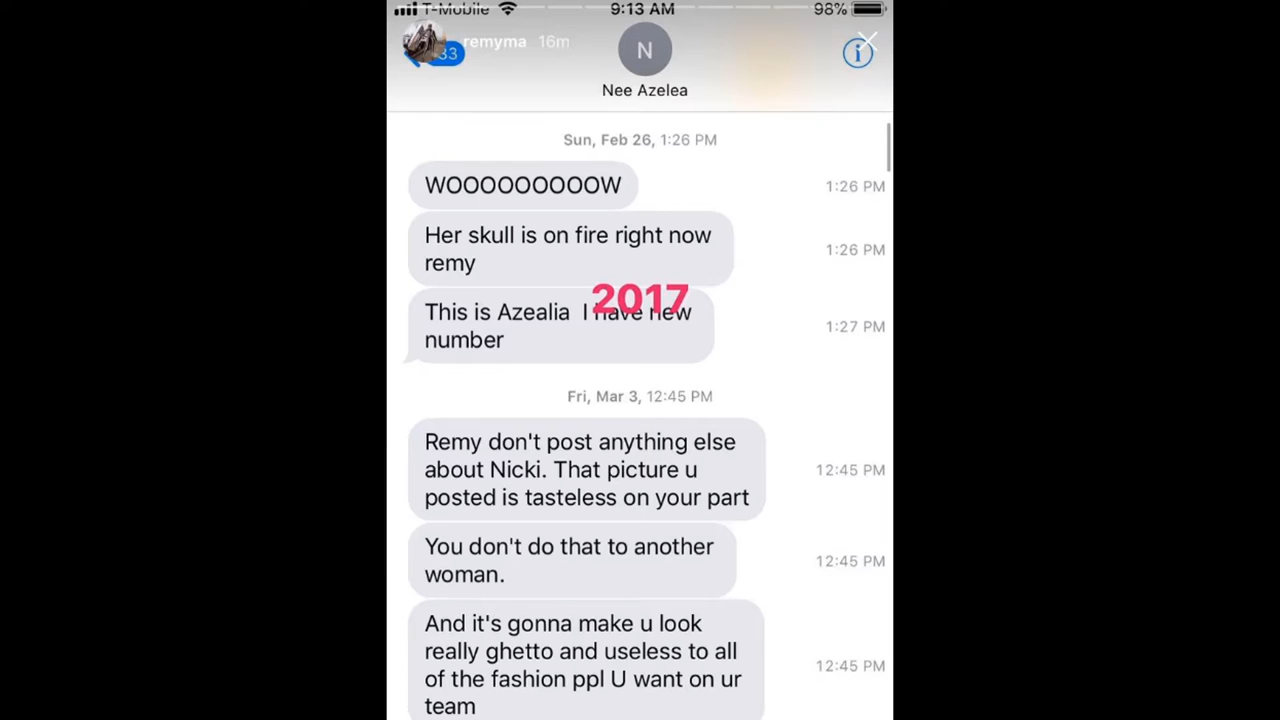 T-Mobile 9:13 AM 98%
remyma 16m
33
N
Nee Azelea
Sun, Feb 26, 1:26 PM
WOOOOOOOOOW 1:26 PM
Her skull is on fire right now
remy
1:26 PM
2017
This is Azealia I have new
number
1:27 PM
Fri, Mar 3, 12:45 PM
Remy don't post anything else
about Nicki. That picture u
posted is tasteless on your part
12:45 PM
You don't do that to another
woman.
12:45 PM
And it's gonna make u look
really ghetto and useless to all
of the fashion ppl U want on ur
team
12:45 PM